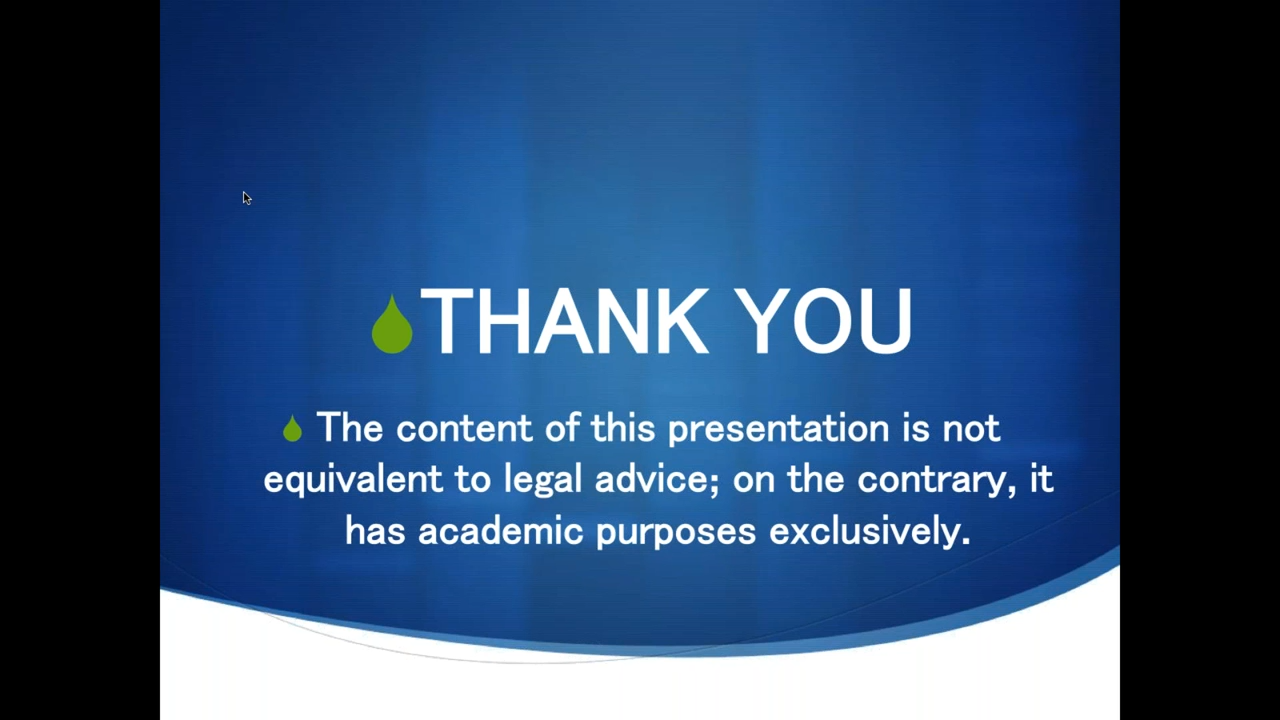 THANK YOU
The content of this presentation is not
equivalent to legal advice; on the contrary, it
has academic purposes exclusively.